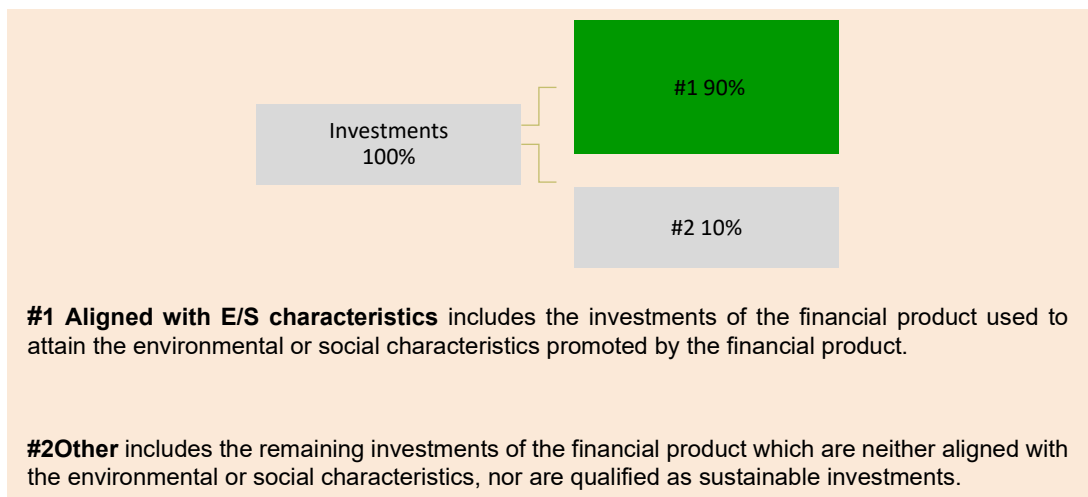 #1 90%
Investments
100%
#2 10%
#1 Aligned with E/S characteristics includes the investments of the financial product used to
attain the environmental or social characteristics promoted by the financial product.
#2Other includes the remaining investments of the financial product which are neither aligned with
the environmental or social characteristics, nor are qualified as sustainable investments.